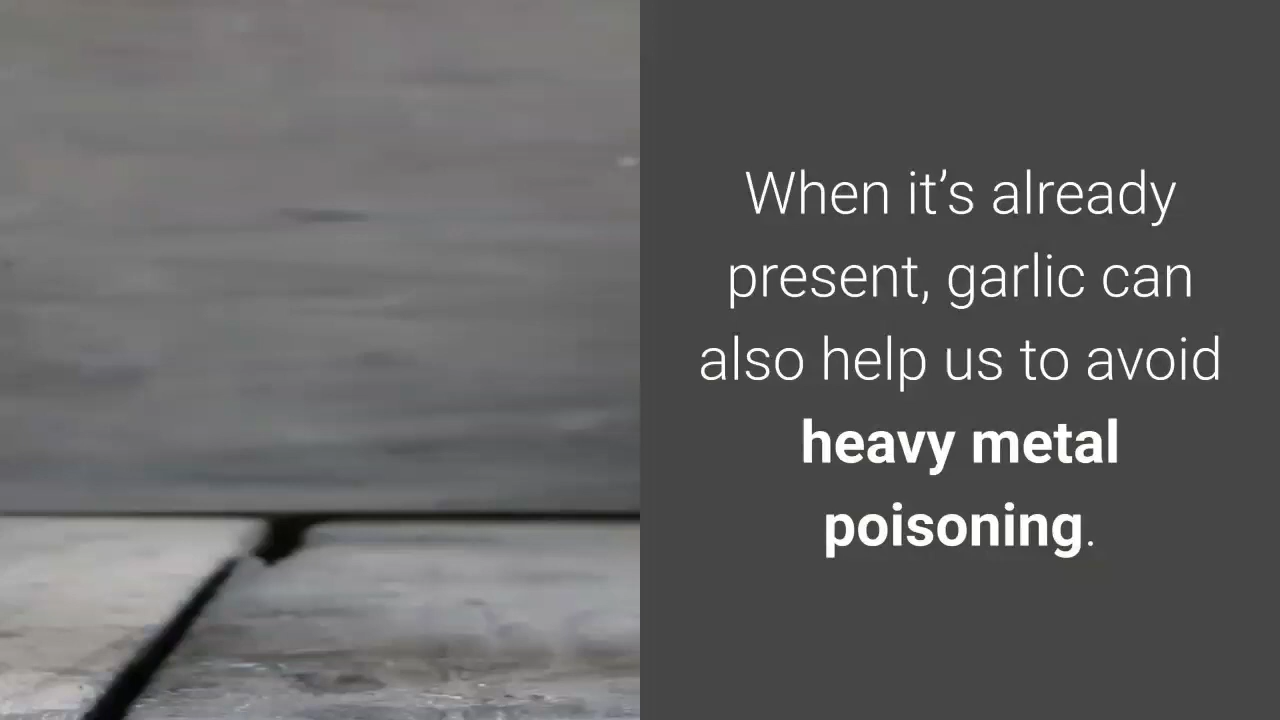 When it’s already
present, garlic can
also help us to avoid
heavy metal
poisoning.